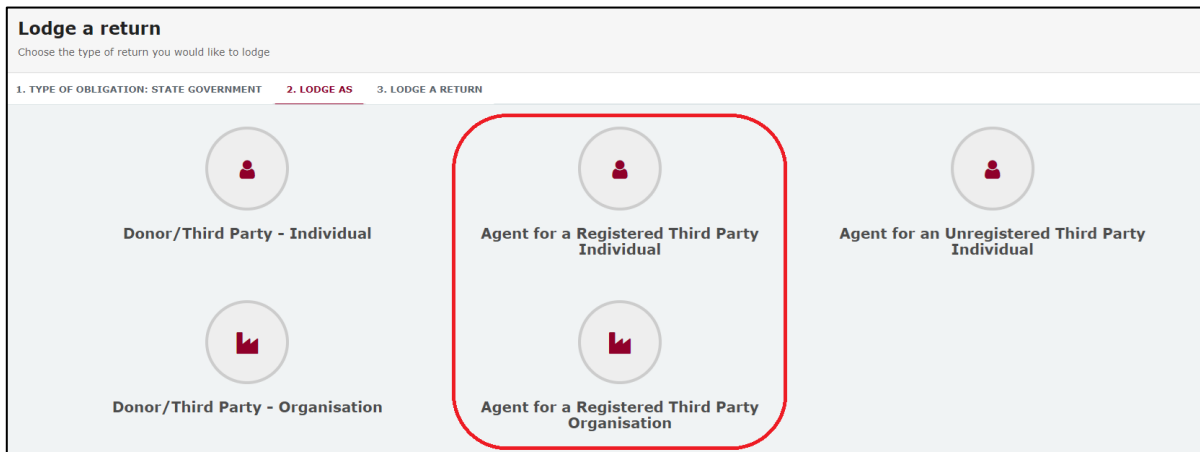 Lodge a return
Choose the type of return you would like to lodge
1. TYPE OF OBLIGATION: STATE GOVERNMENT 2. LODGE AS 3. LODGE A RETURN
Donor/Third Party - Individual
Agent for a Registered Third Party
Individual
Agent for an Unregistered Third Party
Individual
Donor/Third Party - Organisation
Agent for a Registered Third Party
Organisation